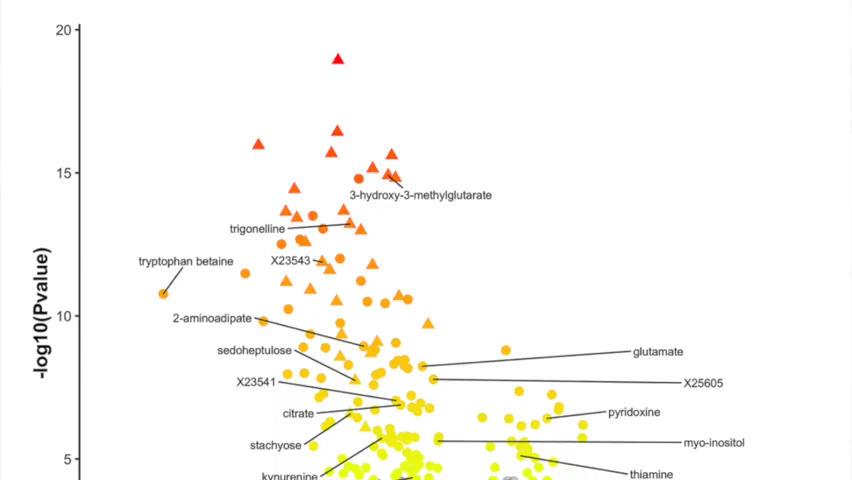 20
15
10
5
-log10(Pvalue)
3-hydroxy-3-methylglutarate
trigonelline
tryptophan betaine
X23543
2-aminoadipate
sedoheptulose
glutamate
X23541
X25605
citrate
pyridoxine
stachyose
myo-inositol
kynurenine
thiamine